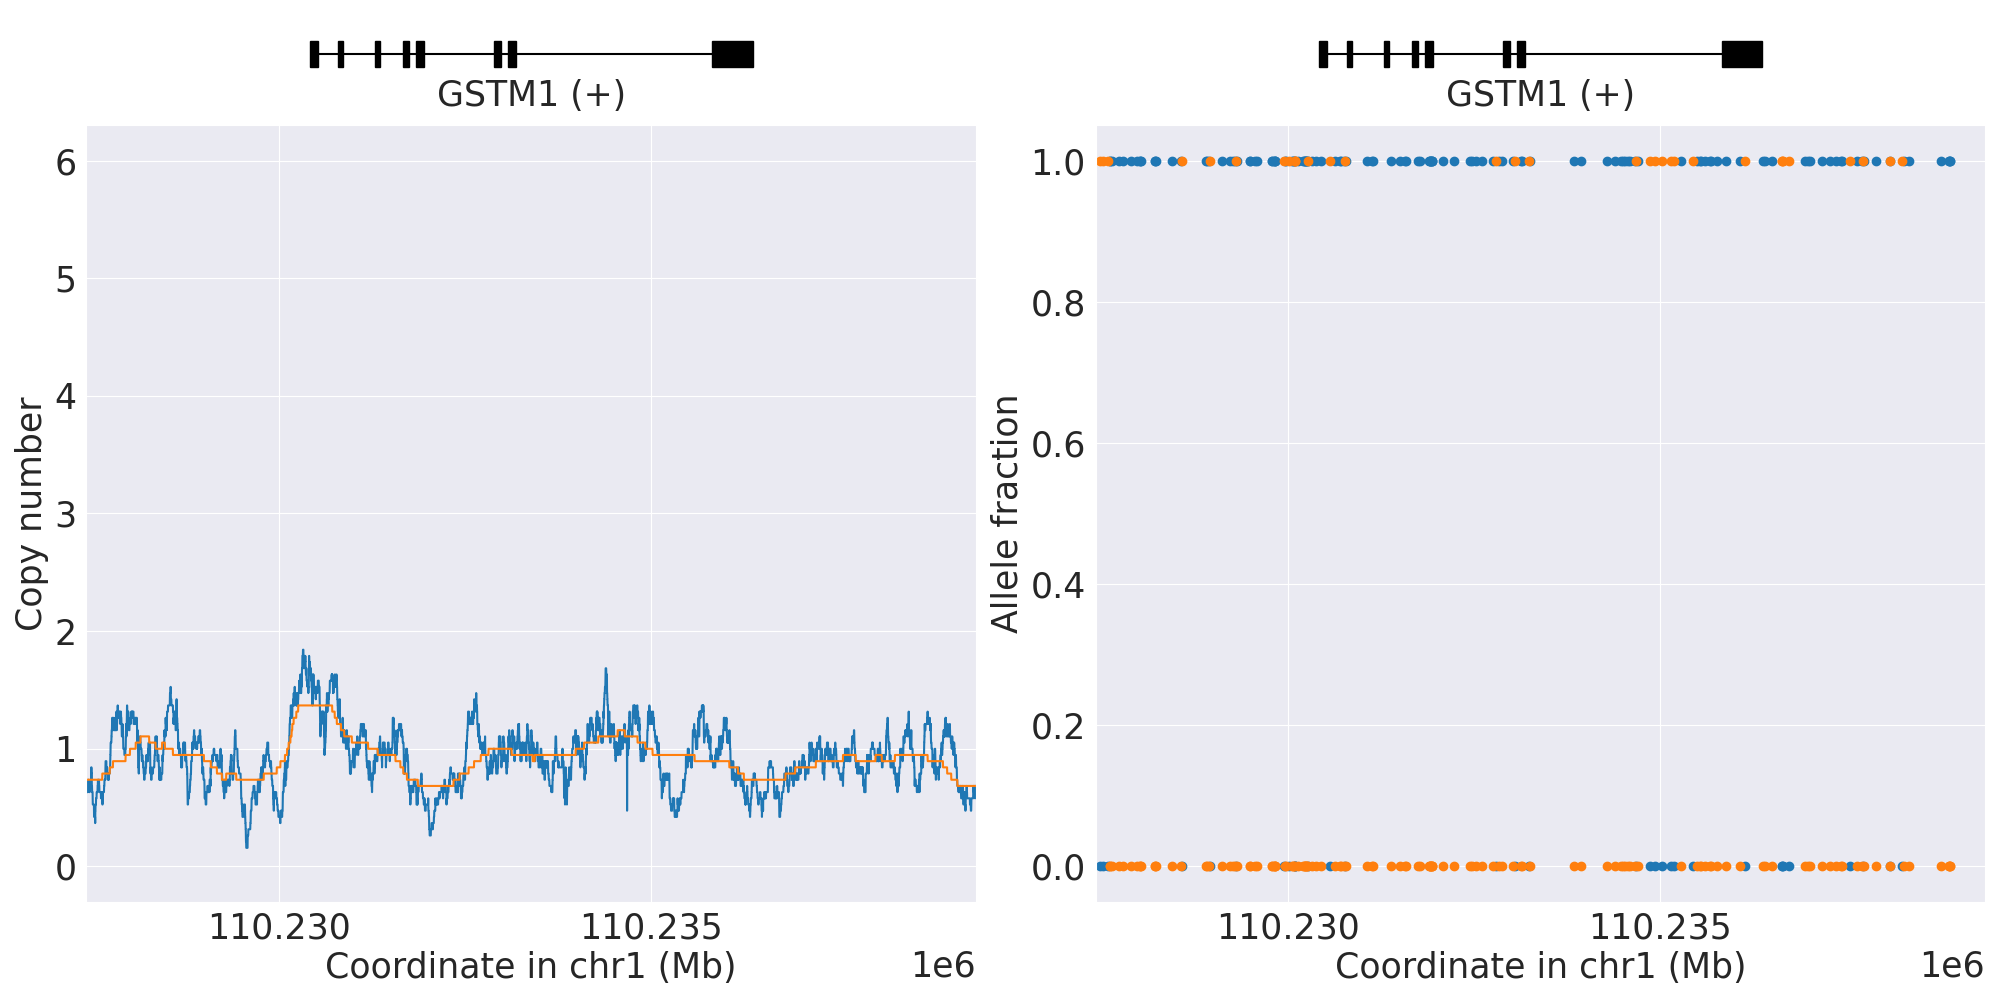 GSTM1 (+)
GSTM1 (+)
6
5
4
3
2
1
0
Copy number
110.230
110.235
Coordinate in chr1 (Mb)
1e6
1.0
0.8
0.6
0.4
0.2
0.0
Allele fraction
110.230
110.235
Coordinate in chr1 (Mb)
1e6